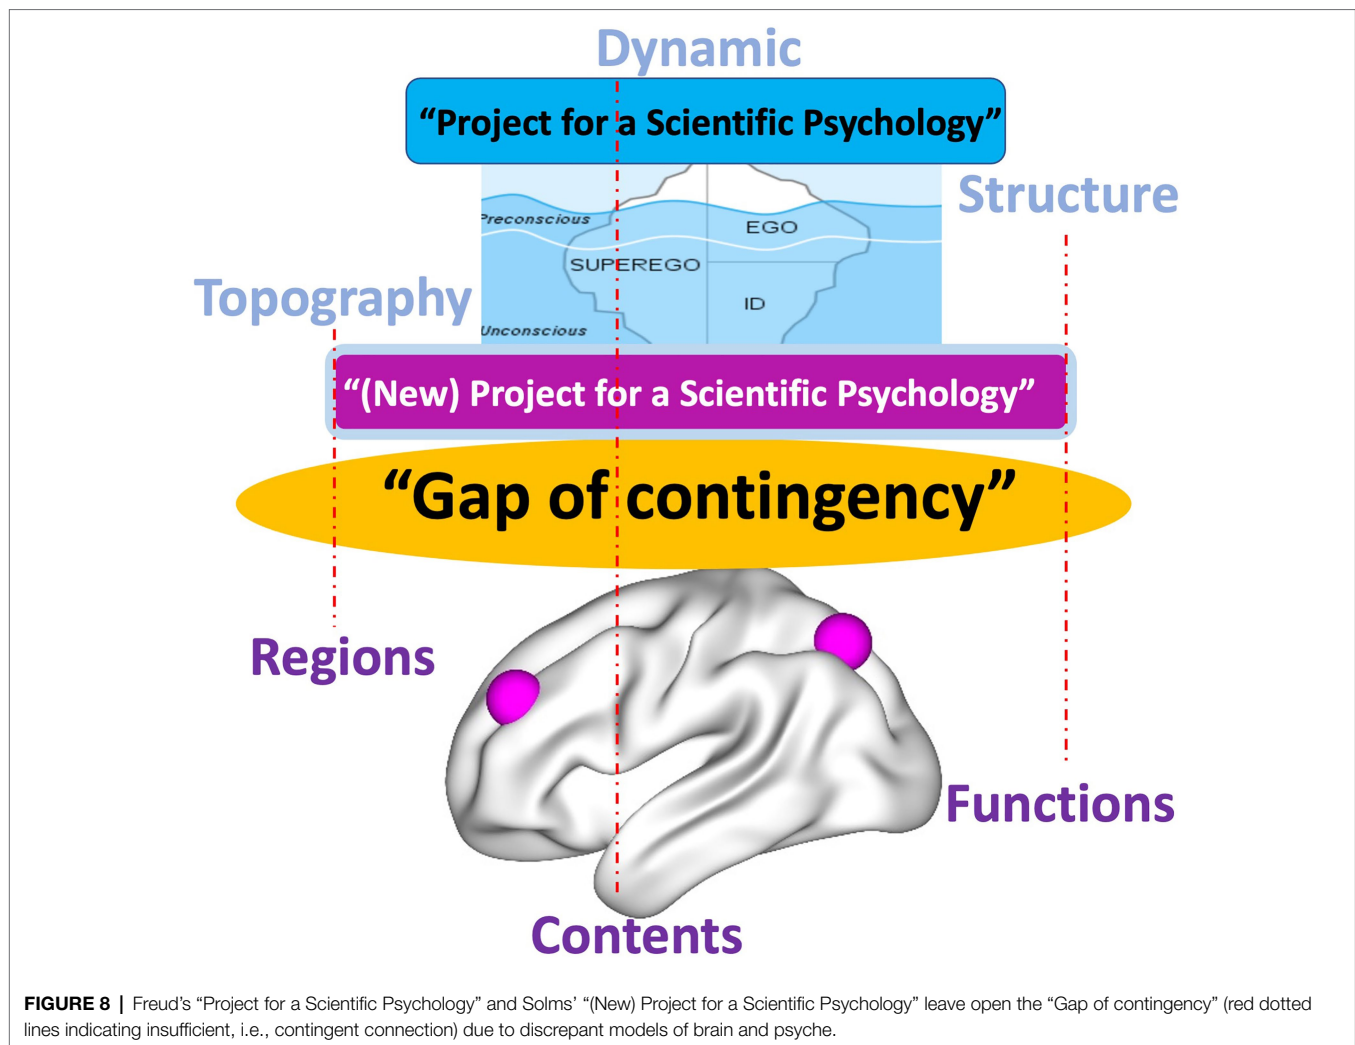 Dynamic
“Project for a Scientific Psychology”
Structure
Preconscious
EGO
SUPEREGO
Topography
ID
Unconscious
“(New) Project for a Scientific Psychology”
“Gap of contingency”
Regions
Functions
Contents
FIGURE 8 | Freud’s “Project for a Scientific Psychology” and Solms’ “(New) Project for a Scientific Psychology” leave open the “Gap of contingency” (red dotted
lines indicating insufficient, i.e., contingent connection) due to discrepant models of brain and psyche.